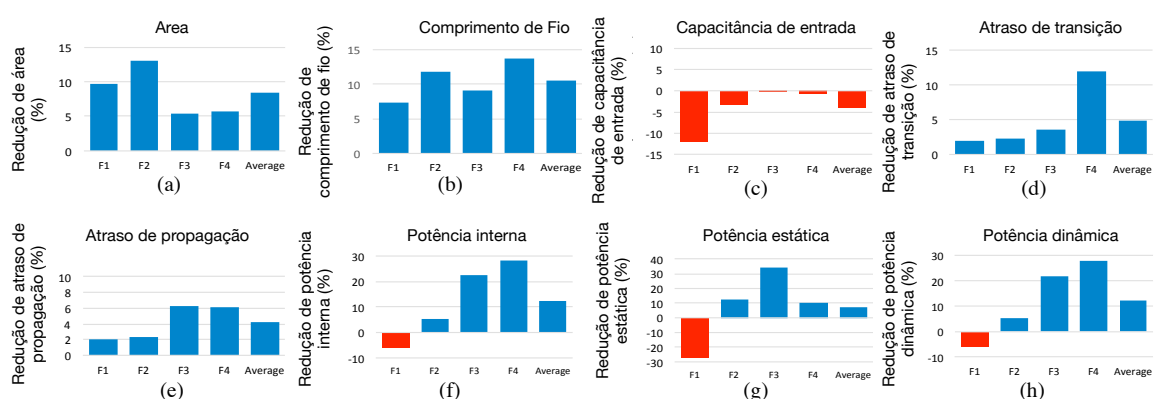 Area
Redução de área
(%)
15
10
5
0
F1 F2 F3 F4 Average
(a)
Comprimento de Fio
Redução de
comprimento de fio (%)
15
10
5
0
F1 F2 F3 F4 Average
(b)
Capacitância de entrada
Redução de capacitância
de entrada (%)
10
5
0
-5
-10
-15
F1 F2 F3 F4 Average
(c)
Atraso de transição
Redução de atraso de
transição (%)
15
10
5
0
F1 F2 F3 F4 Average
(d)
Atraso de propagação
Redução de atraso de
propagação (%)
10
8
6
4
2
0
F1 F2 F3 F4 Average
(e)
Potência interna
Redução de potência
interna (%)
30
20
10
0
-10
F1 F2 F3 F4 Average
(f)
Potência estática
Redução de potência
estática (%)
40
30
20
10
0
-10
-20
-30
F1 F2 F3 F4 Average
(g)
Potência dinâmica
Redução de potência
dinâmica (%)
30
20
10
0
-10
F1 F2 F3 F4 Average
(h)